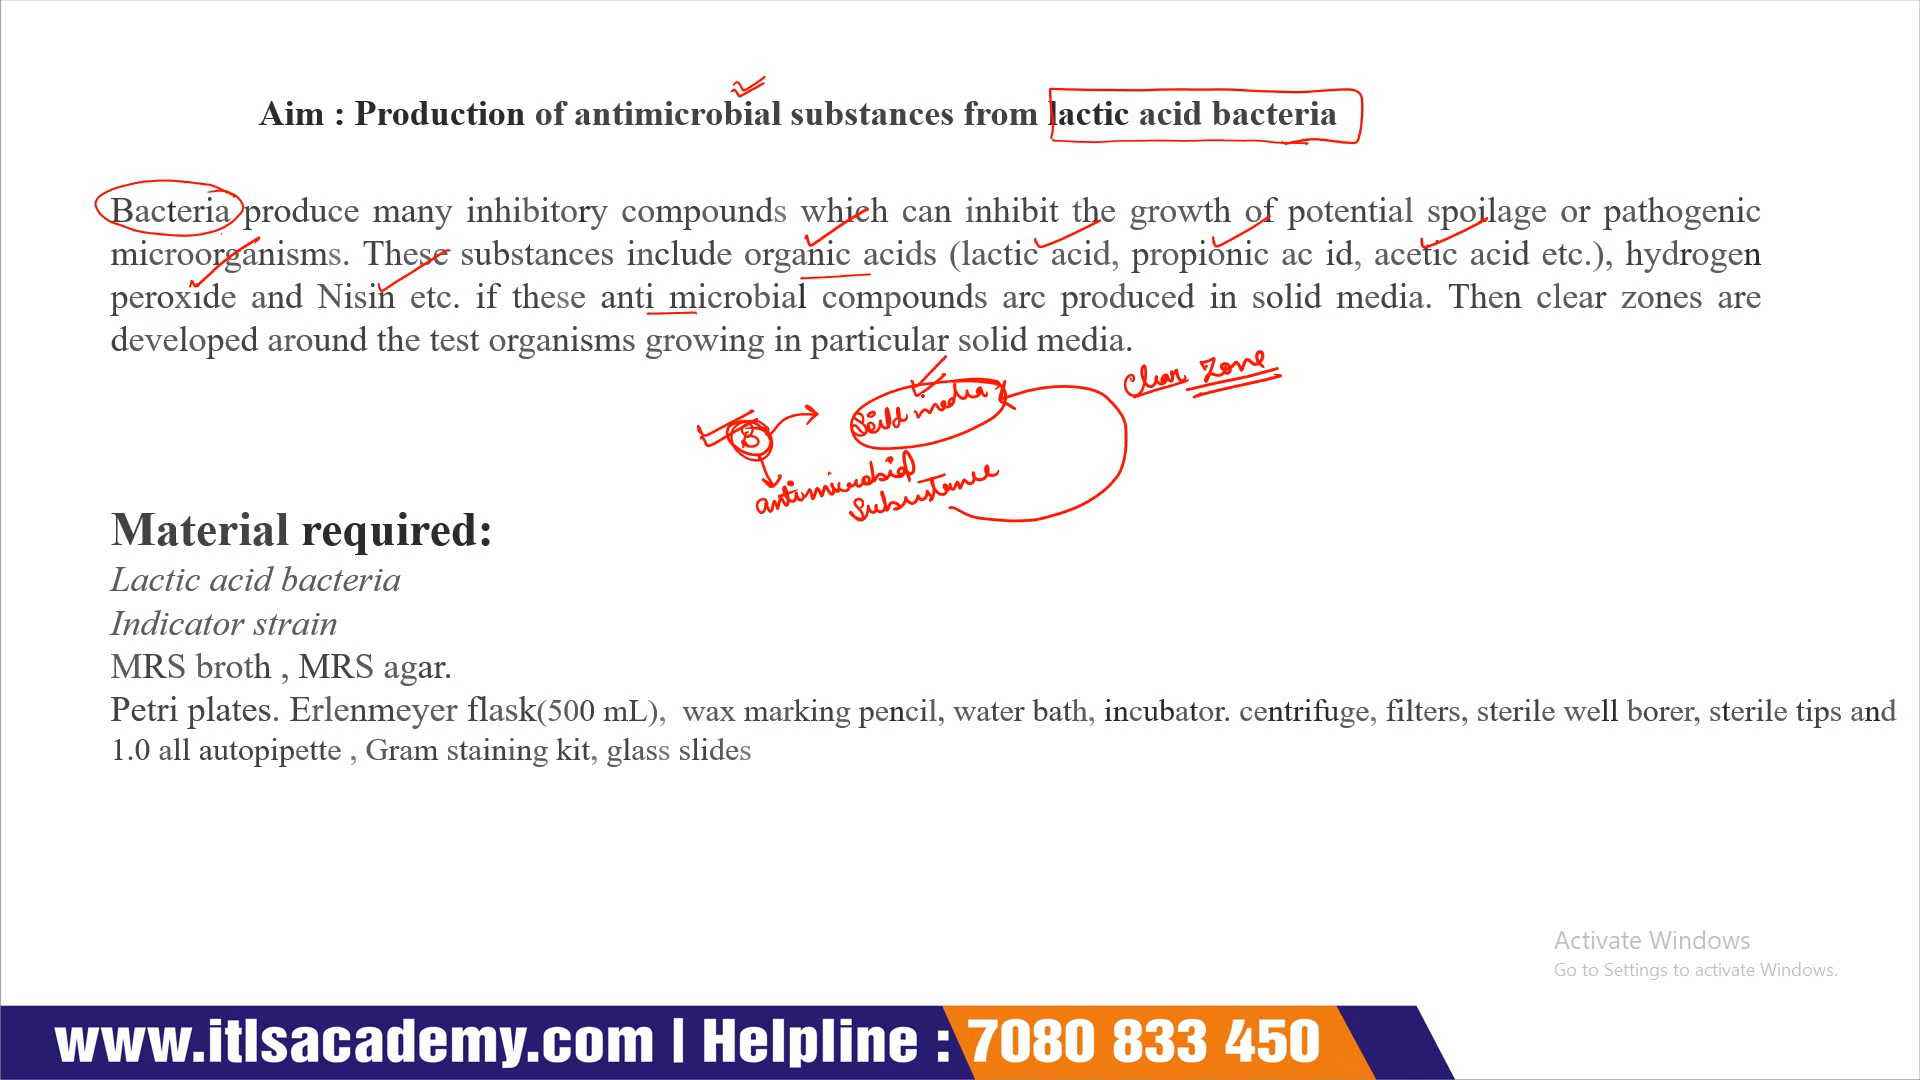 Aim : Production of antimicrobial substances from lactic acid bacteria
Bacteria produce many inhibitory compounds which can inhibit the growth of potential spoilage or pathogenic
microorganisms. These substances include organic acids (lactic acid, propionic ac id, acetic acid etc.), hydrogen
peroxide and Nisin etc. if these anti microbial compounds arc produced in solid media. Then clear zones are
developed around the test organisms growing in particular solid media.
Clear Zone
Solid media
B
antimicrobial
Subustance
Material required:
Lactic acid bacteria
Indicator strain
MRS broth , MRS agar.
Petri plates. Erlenmeyer flask(500 mL), wax marking pencil, water bath, incubator. centrifuge, filters, sterile well borer, sterile tips and
1.0 all autopipette , Gram staining kit, glass slides
Activate Windows
Go to Settings to activate Windows.
www.itlsacademy.com | Helpline : 7080 833 450